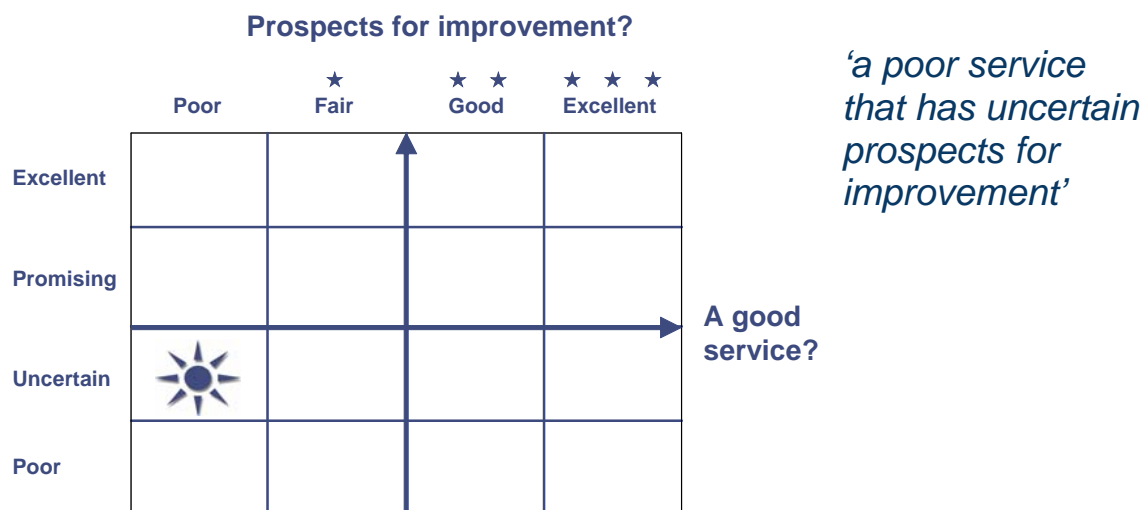 Prospects for improvement?
★ ★ ★ ★ ★ ★
Poor Fair Good Excellent
Excellent
Promising
Uncertain
Poor
A good
service?
‘a poor service
that has uncertain
prospects for
improvement’